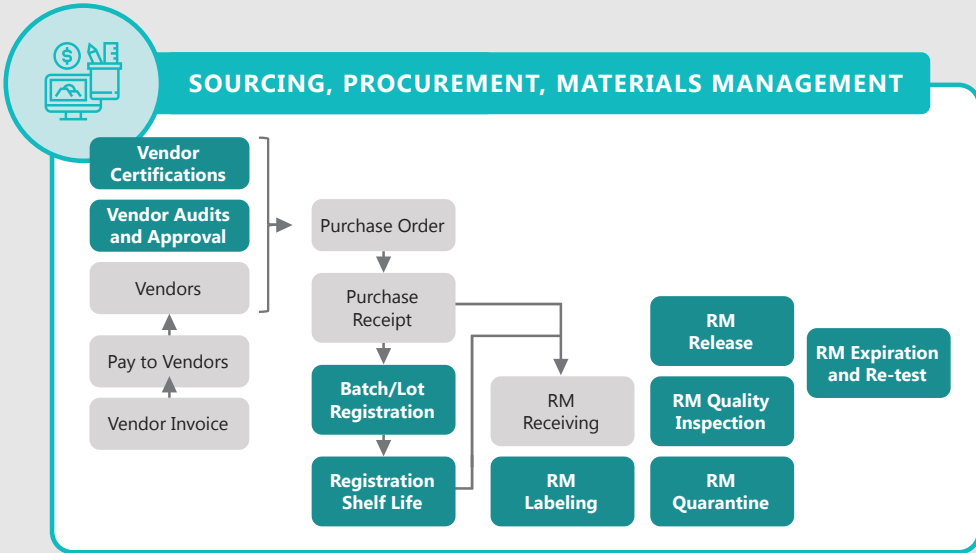 $
SOURCING, PROCUREMENT, MATERIALS MANAGEMENT
Vendor
Certifications
Vendor Audits
and Approval
Vendors
Pay to Vendors
Vendor Invoice
Purchase Order
Purchase
Receipt
Batch/Lot
Registration
Registration
Shelf Life
RM
Receiving
RM
Labeling
RM
Release
RM Quality
Inspection
RM
Quarantine
RM Expiration
and Re-test